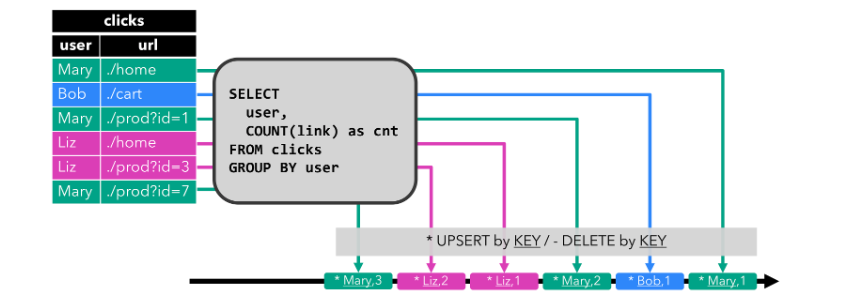 clicks
user url
Mary ./home
Bob ./cart
Mary ./prod?id=1
Liz ./home
Liz ./prod?id=3
Mary ./prod?id=7
SELECT
user,
COUNT(link) as cnt
FROM clicks
GROUP BY user
* UPSERT by KEY / - DELETE by KEY
* Mary,3 * Liz,2 * Liz,1 * Mary,2 * Bob,1 * Mary,1